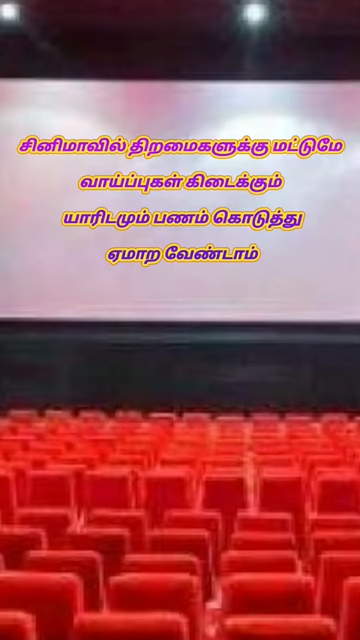 சினிமாவில் திறமைகளுக்கு மட்டுமே
வாய்ப்புகள் கிடைக்கும்
யாரிடமும் பணம் கொடுத்து
ஏமாற வேண்டாம்